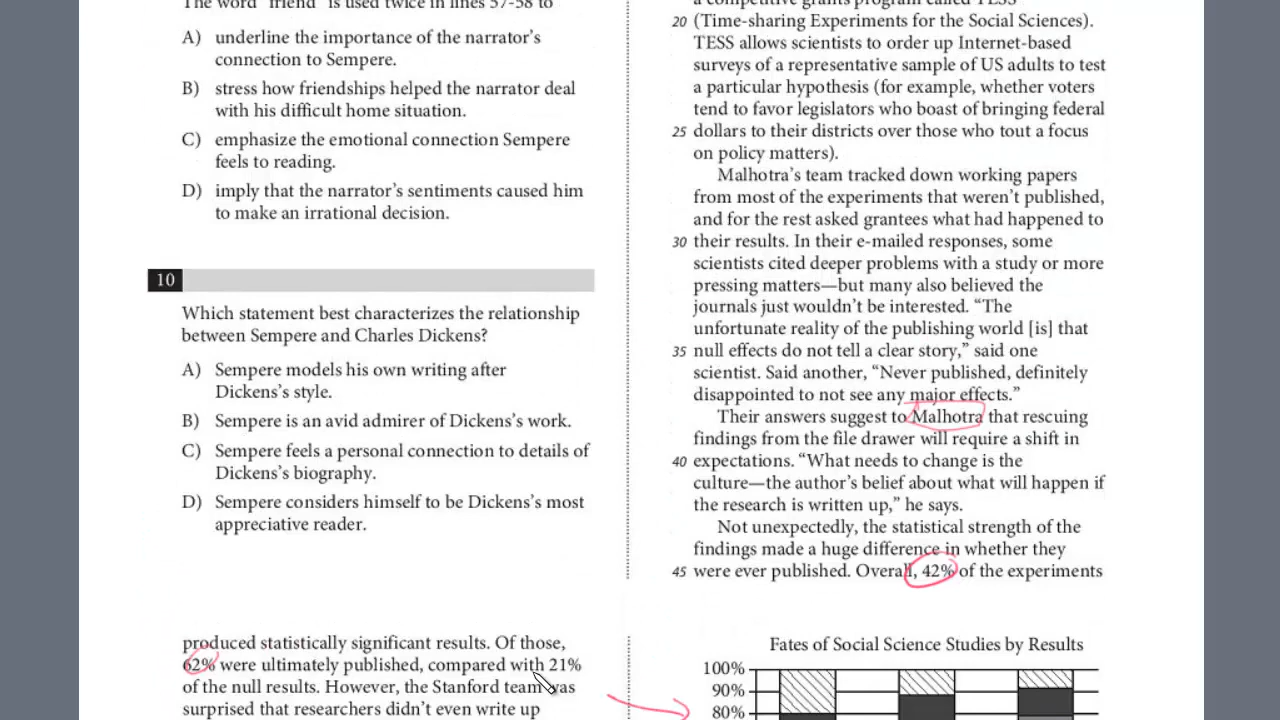 The word "friend" is used twice in lines 57-58 to
A) underline the importance of the narrator's
connection to Sempere.
B) stress how friendships helped the narrator deal
with his difficult home situation.
C) emphasize the emotional connection Sempere
feels to reading.
D) imply that the narrator's sentiments caused him
to make an irrational decision.
10
Which statement best characterizes the relationship
between Sempere and Charles Dickens?
A) Sempere models his own writing after
Dickens's style.
B) Sempere is an avid admirer of Dickens's work.
C) Sempere feels a personal connection to details of
Dickens's biography.
D) Sempere considers himself to be Dickens's most
appreciative reader.
a competitive grants program called TESS
20 (Time-sharing Experiments for the Social Sciences).
TESS allows scientists to order up Internet-based
surveys of a representative sample of US adults to test
a particular hypothesis (for example, whether voters
tend to favor legislators who boast of bringing federal
25 dollars to their districts over those who tout a focus
on policy matters).
Malhotra's team tracked down working papers
from most of the experiments that weren't published,
and for the rest asked grantees what had happened to
30 their results. In their e-mailed responses, some
scientists cited deeper problems with a study or more
pressing matters—but many also believed the
journals just wouldn't be interested. "The
unfortunate reality of the publishing world [is] that
35 null effects do not tell a clear story," said one
scientist. Said another, "Never published, definitely
disappointed to not see any major effects."
Their answers suggest to Malhotra that rescuing
findings from the file drawer will require a shift in
40 expectations. "What needs to change is the
culture—the author's belief about what will happen if
the research is written up," he says.
Not unexpectedly, the statistical strength of the
findings made a huge difference in whether they
45 were ever published. Overall, 42% of the experiments
produced statistically significant results. Of those,
62% were ultimately published, compared with 21%
of the null results. However, the Stanford team was
surprised that researchers didn't even write up
Fates of Social Science Studies by Results
100%
90%
80%